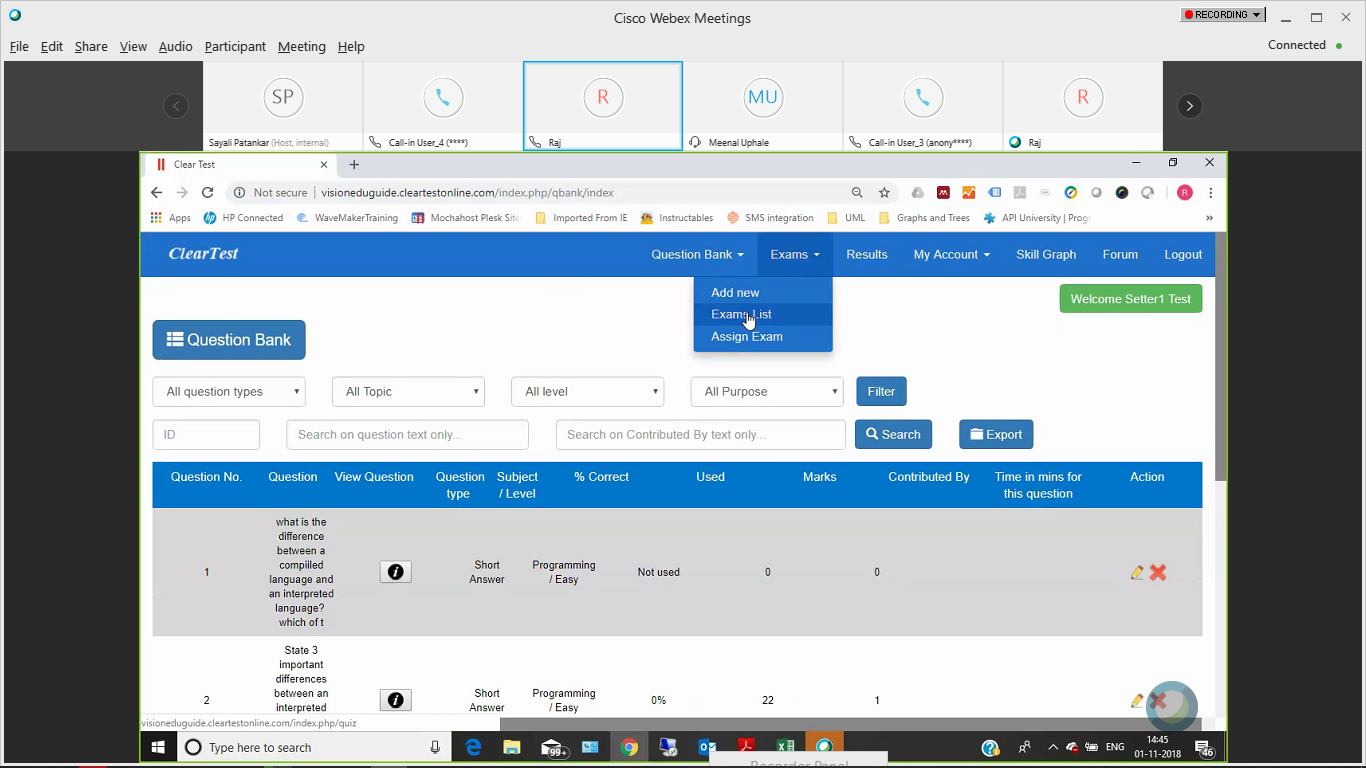 Cisco Webex Meetings
RECORDING
File Edit Share View Audio Participant Meeting Help
Connected
SP
R
MU
R
Sayali Patankar (Host, internal)
Call-in User_4 (****)
Raj
Meenal Uphale
Call-in User_3 (anony****)
Raj
Clear Test
Not secure visioneduguide.cleartestonline.com/index.php/qbank/index
R
Apps HP Connected WaveMakerTraining Mochahost Plesk Site Imported From IE Instructables SMS integration UML Graphs and Trees API University | Prog
ClearTest
Question Bank Exams Results My Account Skill Graph Forum Logout
Add new
Exams List
Assign Exam
Welcome Setter1 Test
Question Bank
All question types All Topic All level All Purpose Filter
ID Search on question text only... Search on Contributed By text only... Search Export
Question No. Question View Question Question type Subject / Level % Correct Used Marks Contributed By Time in mins for this question Action
1
what is the
difference
between a
compiled
language and
an interpreted
language?
which of t
Short
Answer
Programming
/ Easy
Not used
0
0
2
State 3
important
differences
between an
interpreted
Short
Answer
Programming
/ Easy
0%
22
1
visioneduguide.cleartestonline.com/index.php/quiz
Type here to search
99+
ENG
14:45
01-11-2018
46
Recorder Panel